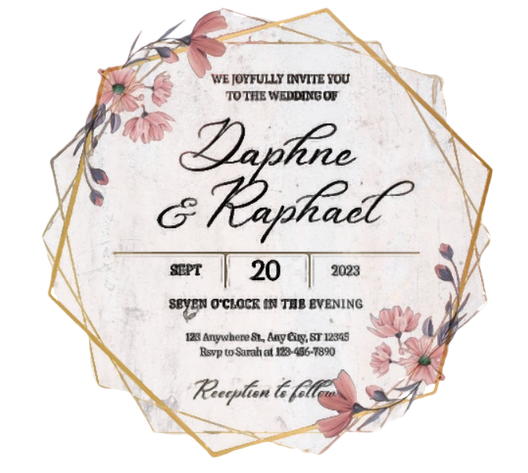 WE JOYFULLY INVITE YOU
TO THE WEDDING OF
Daphne
& Raphael
SEPT 20 2023
SEVEN O'CLOCK IN THE EVENING
123 Anywhere St., Any City, ST 12345
Rsvp to Sarah at 123-456-7890
Reception to follow